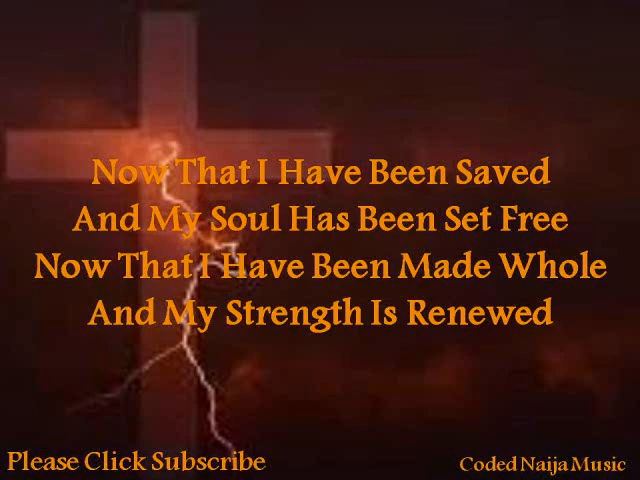 Now That I Have Been Saved
And My Soul Has Been Set Free
Now That I Have Been Made Whole
And My Strength Is Renewed
Please Click Subscribe
Coded Naija Music